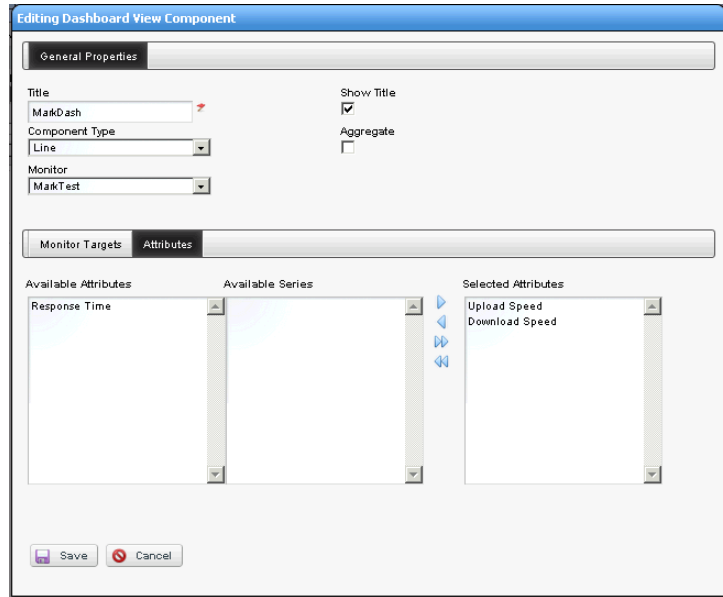 Editing Dashboard View Component
General Properties
Title
Show Title
MarkDash
Component Type
Aggregate
Line
Monitor
MarkTest
Monitor Targets
Attributes
Available Attributes
Available Series
Selected Attributes
Response Time
Upload Speed
Download Speed
Save
Cancel